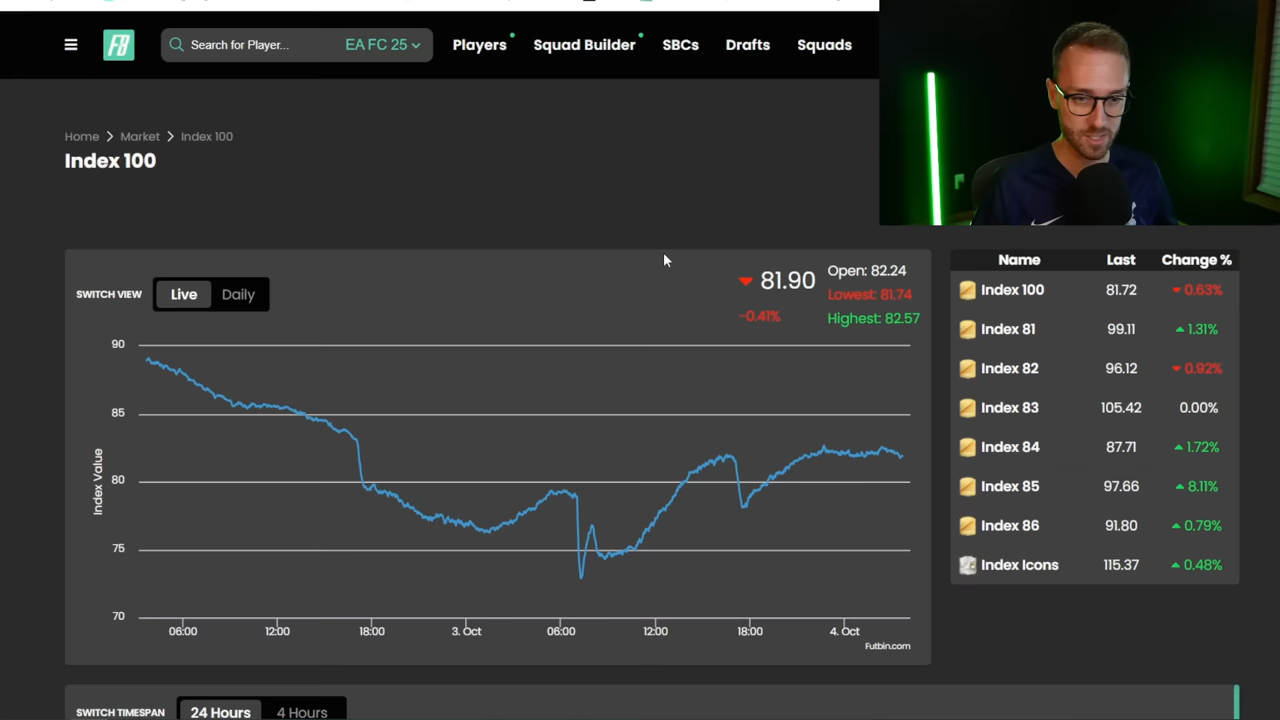 FB
Search for Player...
EA FC 25
Players
Squad Builder
SBCs
Drafts
Squads
Home
Market
Index 100
Index 100
SWITCH VIEW
Live
Daily
81.90
-0.41%
Open: 82.24
Lowest: 81.74
Highest: 82.57
90
85
80
75
70
Index Value
06:00
12:00
18:00
3. Oct
06:00
12:00
18:00
4. Oct
Futbin.com
Name Last Change %
Index 100 81.72 0.63%
Index 81 99.11 1.31%
Index 82 96.12 0.92%
Index 83 105.42 0.00%
Index 84 87.71 1.72%
Index 85 97.66 8.11%
Index 86 91.80 0.79%
Index Icons 115.37 0.48%
SWITCH TIMESPAN
24 Hours
4 Hours